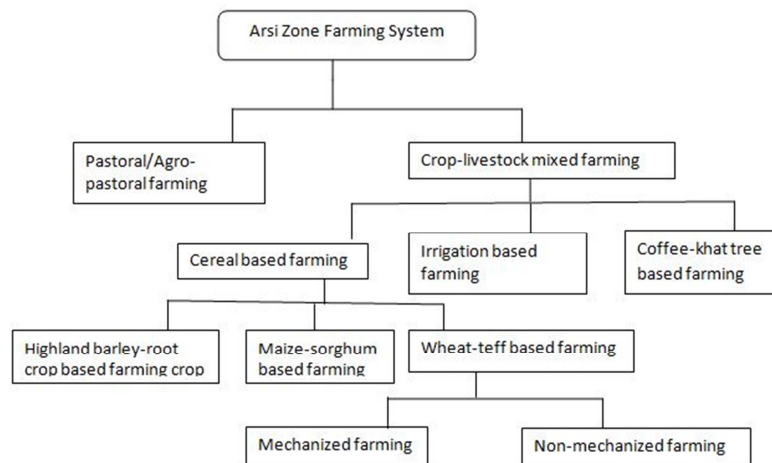 Arsi Zone Farming System
Pastoral/Agro-
pastoral farming
Crop-livestock mixed farming
Cereal based farming
Irrigation based
farming
Coffee-khat tree
based farming
Highland barley-root
crop based farming crop
Maize-sorghum
based farming
Wheat-teff based farming
Mechanized farming
Non-mechanized farming